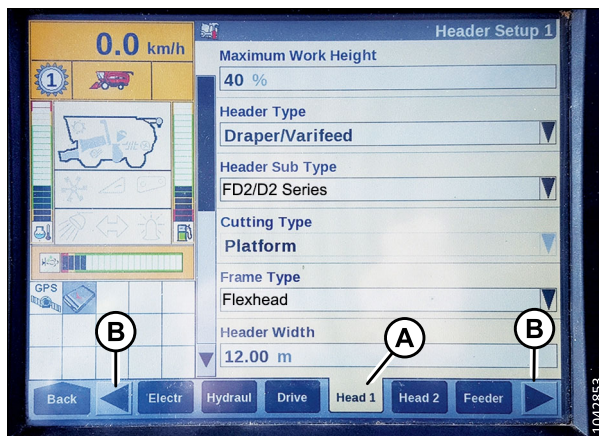 0.0 km/h
Header Setup 1
1
Maximum Work Height
40 %
Header Type
Draper/Varifeed
Header Sub Type
FD2/D2 Series
Cutting Type
Platform
Frame Type
Flexhead
GPS
Header Width
12.00 m
A
B
B
Back
Electr
Hydraul
Drive
Head 1
Head 2
Feeder
1042853